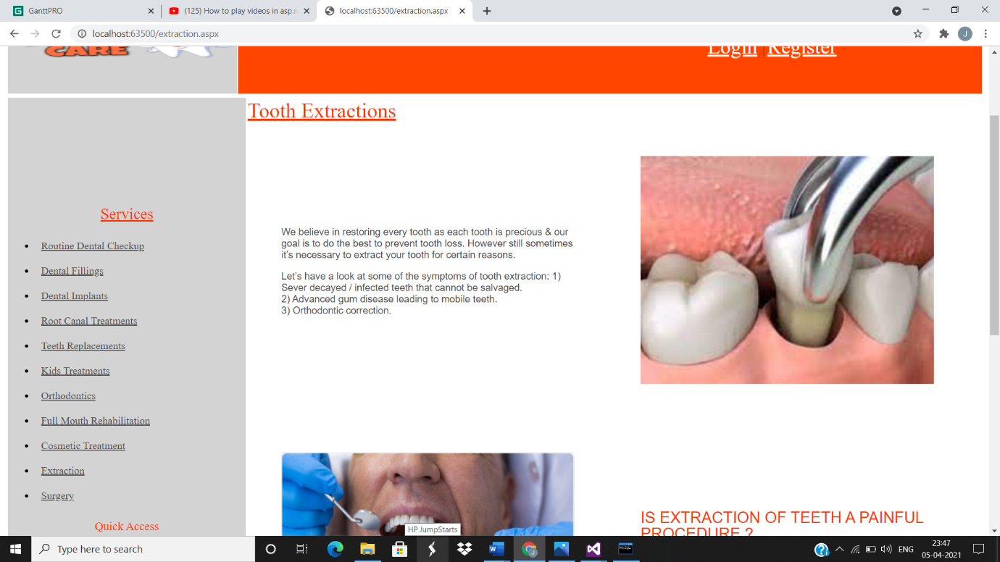 GanttPRO
(125) How to play videos in asp.n
localhost:63500/extraction.aspx
localhost:63500/extraction.aspx
J
CARE
Login | Register
Tooth Extractions
Services
Routine Dental Checkup
Dental Fillings
Dental Implants
Root Canal Treatments
Teeth Replacements
Kids Treatments
Orthodontics
Full Mouth Rehabilitation
Cosmetic Treatment
Extraction
Surgery
Quick Access
We believe in restoring every tooth as each tooth is precious & our
goal is to do the best to prevent tooth loss. However still sometimes
it's necessary to extract your tooth for certain reasons.
Let's have a look at some of the symptoms of tooth extraction: 1)
Sever decayed / infected teeth that cannot be salvaged.
2) Advanced gum disease leading to mobile teeth.
3) Orthodontic correction.
IS EXTRACTION OF TEETH A PAINFUL
PROCEDURE ?
HP JumpStarts
Type here to search
ENG
23:47
05-04-2021